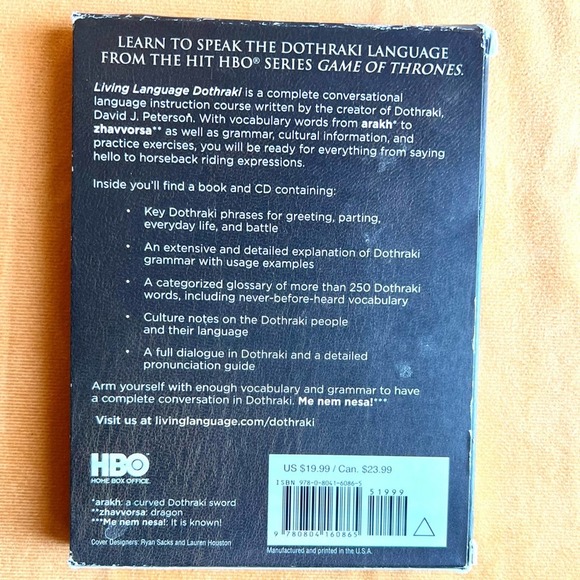 LEARN TO SPEAK THE DOTHRAKI LANGUAGE
FROM THE HIT HBO® SERIES GAME OF THRONES.
Living Language Dothraki is a complete conversational
language instruction course written by the creator of Dothraki,
David J. Peterson. With vocabulary words from arakh* to
zhavvorsa** as well as grammar, cultural information, and
practice exercises, you will be ready for everything from saying
hello to horseback riding expressions.
Inside you'll find a book and CD containing:
• Key Dothraki phrases for greeting, parting,
everyday life, and battle
• An extensive and detailed explanation of Dothraki
grammar with usage examples
• A categorized glossary of more than 250 Dothraki
words, including never-before-heard vocabulary
• Culture notes on the Dothraki people
and their language
• A full dialogue in Dothraki and a detailed
pronunciation guide
Arm yourself with enough vocabulary and grammar to have
a complete conversation in Dothraki. Me nem nesa!***
Visit us at livinglanguage.com/dothraki
HBO®
HOME BOX OFFICE.
*arakh: a curved Dothraki sword
**zhavvorsa: dragon
***Me nem nesa!: It is known!
Cover Designers: Ryan Sacks and Lauren Houston
US $19.99 / Can. $23.99
ISBN 978-0-8041-6086-5
51999
9 780804 160865
Manufactured and printed in the U.S.A.